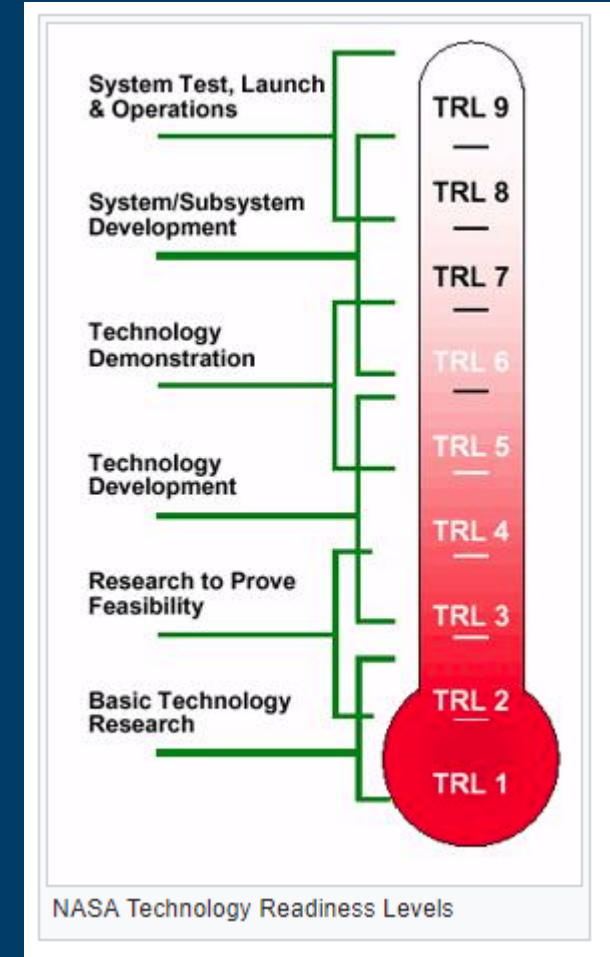 System Test, Launch
& Operations
System/Subsystem
Development
Technology
Demonstration
Technology
Development
Research to Prove
Feasibility
Basic Technology
Research
TRL 9
TRL 8
TRL 7
TRL 6
TRL 5
TRL 4
TRL 3
TRL 2
TRL 1
NASA Technology Readiness Levels